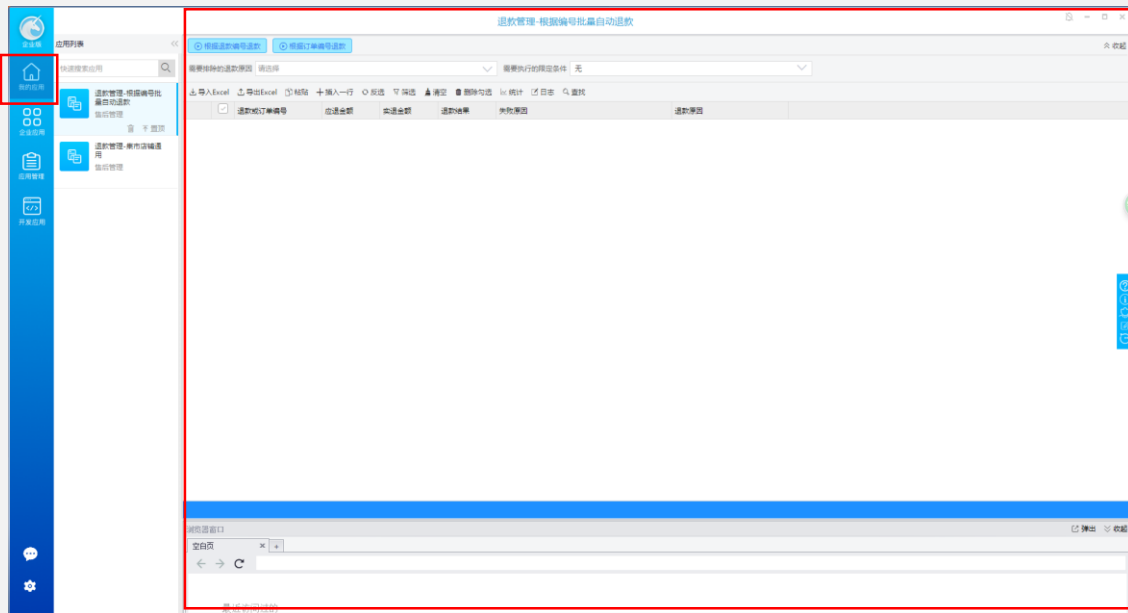 退款管理-根据编号批量自动退款
企业版
应用列表
根据退款编号退款 根据订单编号退款
收起
我的应用
快速搜索应用
需要排除的退款原因 请选择 需要执行的限定条件 无
导入Excel 导出Excel 粘贴 插入一行 反选 筛选 清空 删除勾选 统计 日志 查找
退款管理-根据编号批
量自动退款
售后管理
置顶
退款或订单编号 应退金额 实退金额 退款结果 失败原因 退款原因
企业应用
退款管理-集市店铺通
用
售后管理
应用管理
开发应用
浏览器窗口
弹出 收起
空白页
最近访问过的